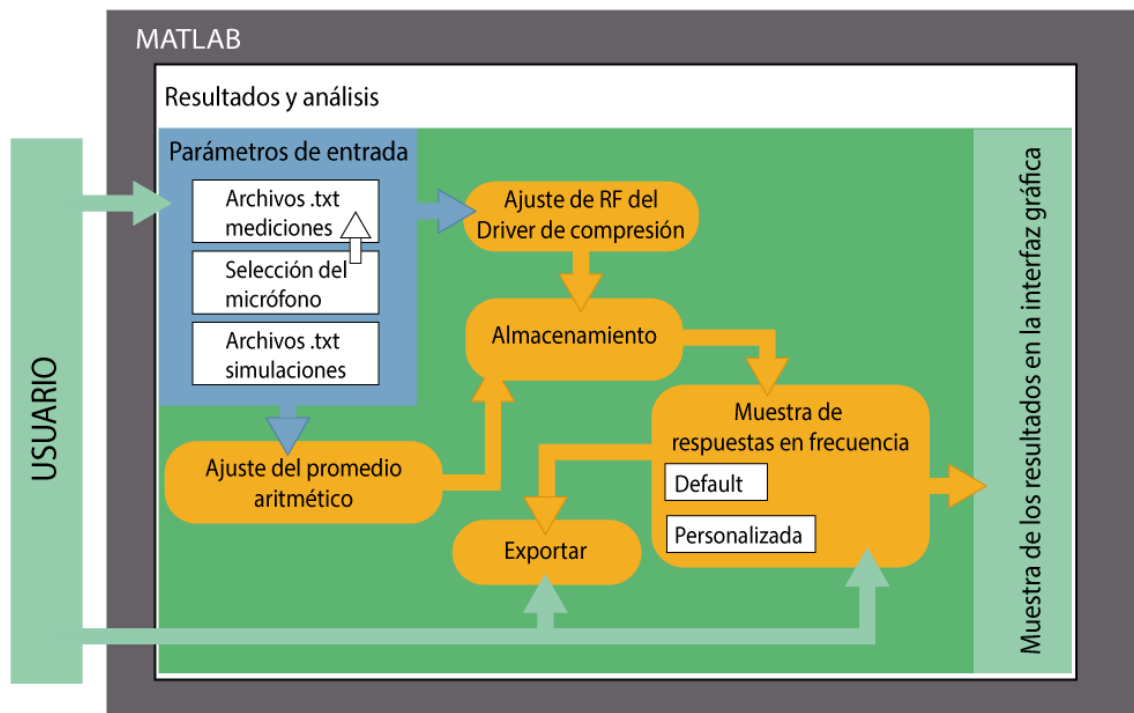 MATLAB
Resultados y análisis
Parámetros de entrada
Archivos .txt
mediciones
Selección del
micrófono
Archivos .txt
simulaciones
Ajuste de RF del
Driver de compresión
Almacenamiento
Muestra de
respuestas en frecuencia
Default
Personalizada
Ajuste del promedio
aritmético
Exportar
USUARIO
Muestra de los resultados en la interfaz gráfica